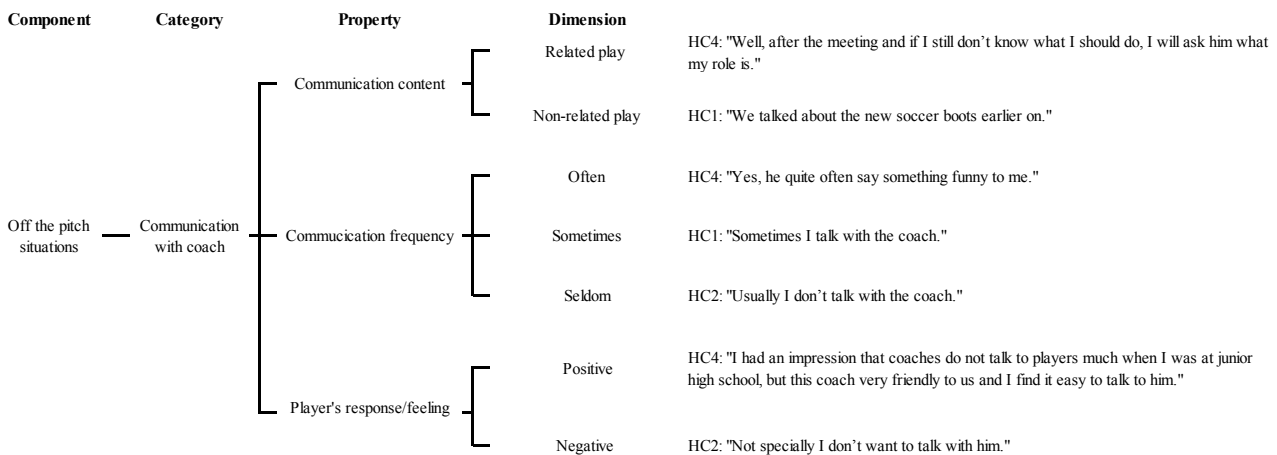 Component Category Property Dimension
Related play HC4: "Well, after the meeting and if I still don’t know what I should do, I will ask him what
my role is."
Communication content
Non-related play HC1: "We talked about the new soccer boots earlier on."
Often HC4: "Yes, he quite often say something funny to me."
Off the pitch
situations
Communication
with coach
Commucication frequency
Sometimes HC1: "Sometimes I talk with the coach."
Seldom HC2: "Usually I don’t talk with the coach."
Positive HC4: "I had an impression that coaches do not talk to players much when I was at junior
high school, but this coach very friendly to us and I find it easy to talk to him."
Player's response/feeling
Negative HC2: "Not specially I don’t want to talk with him."